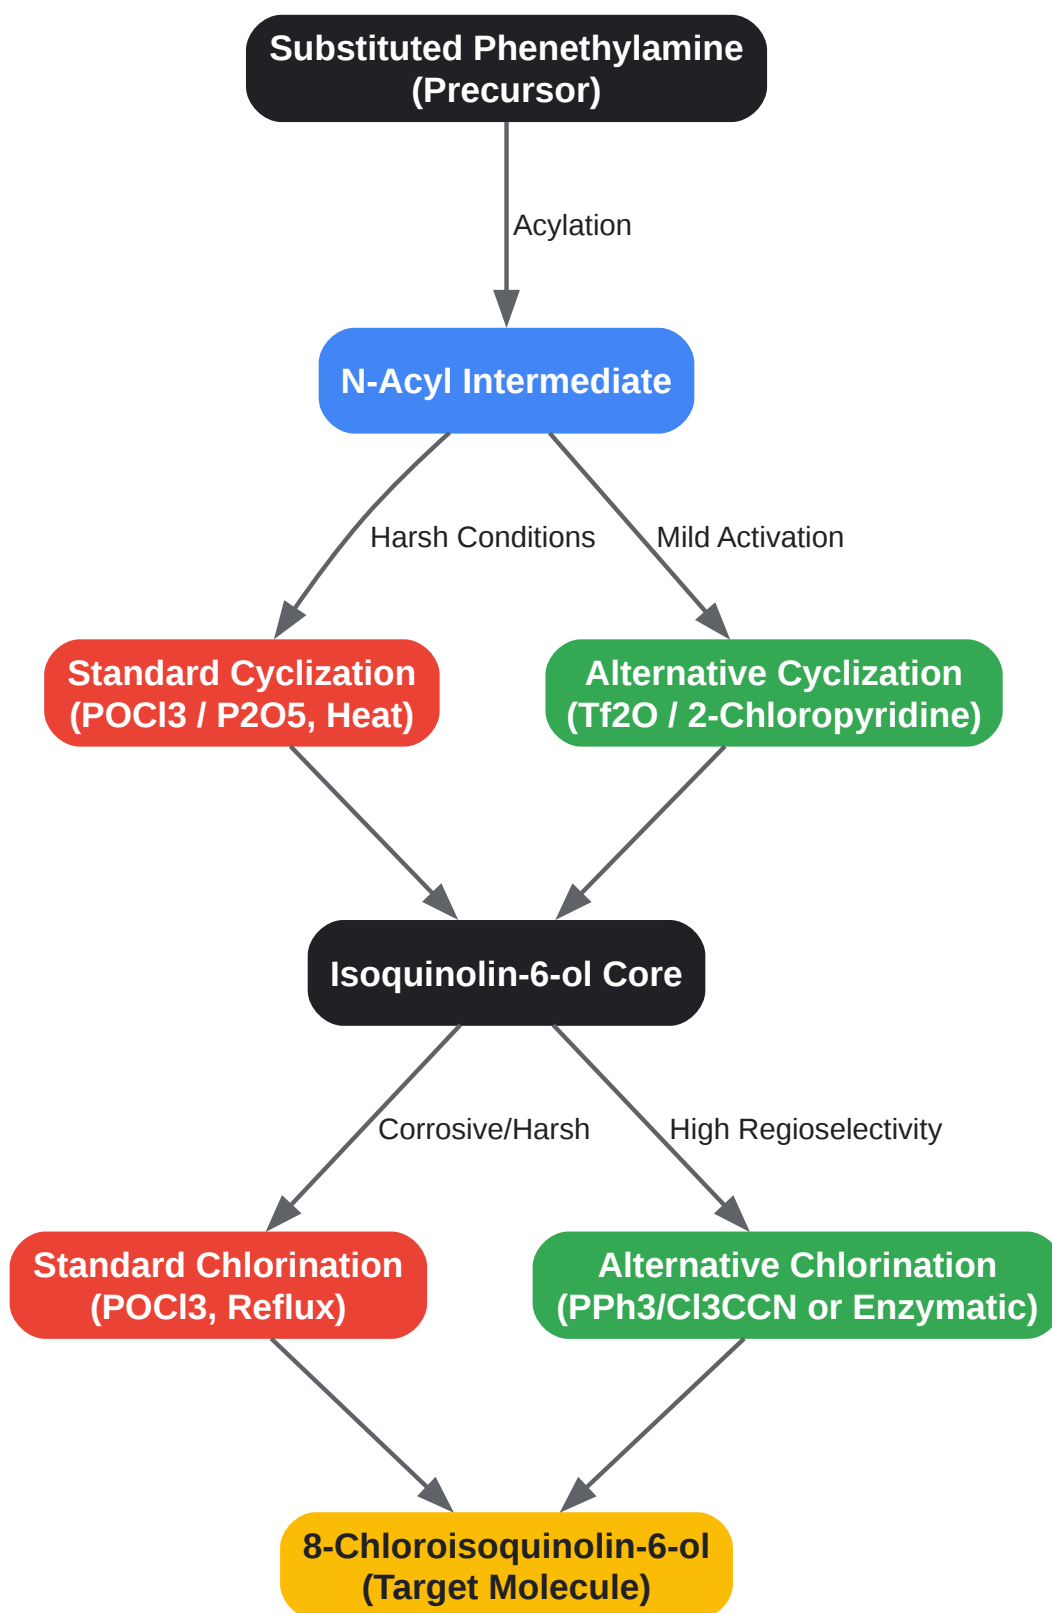 Substituted Phenethylamine
(Precursor)
Acylation
N-Acyl Intermediate
Harsh Conditions
Mild Activation
Standard Cyclization
(POCl3 / P2O5, Heat)
Alternative Cyclization
(Tf2O / 2-Chloropyridine)
Isoquinolin-6-ol Core
Corrosive/Harsh
High Regioselectivity
Standard Chlorination
(POCl3, Reflux)
Alternative Chlorination
(PPh3/Cl3CCN or Enzymatic)
8-Chloroisoquinolin-6-ol
(Target Molecule)